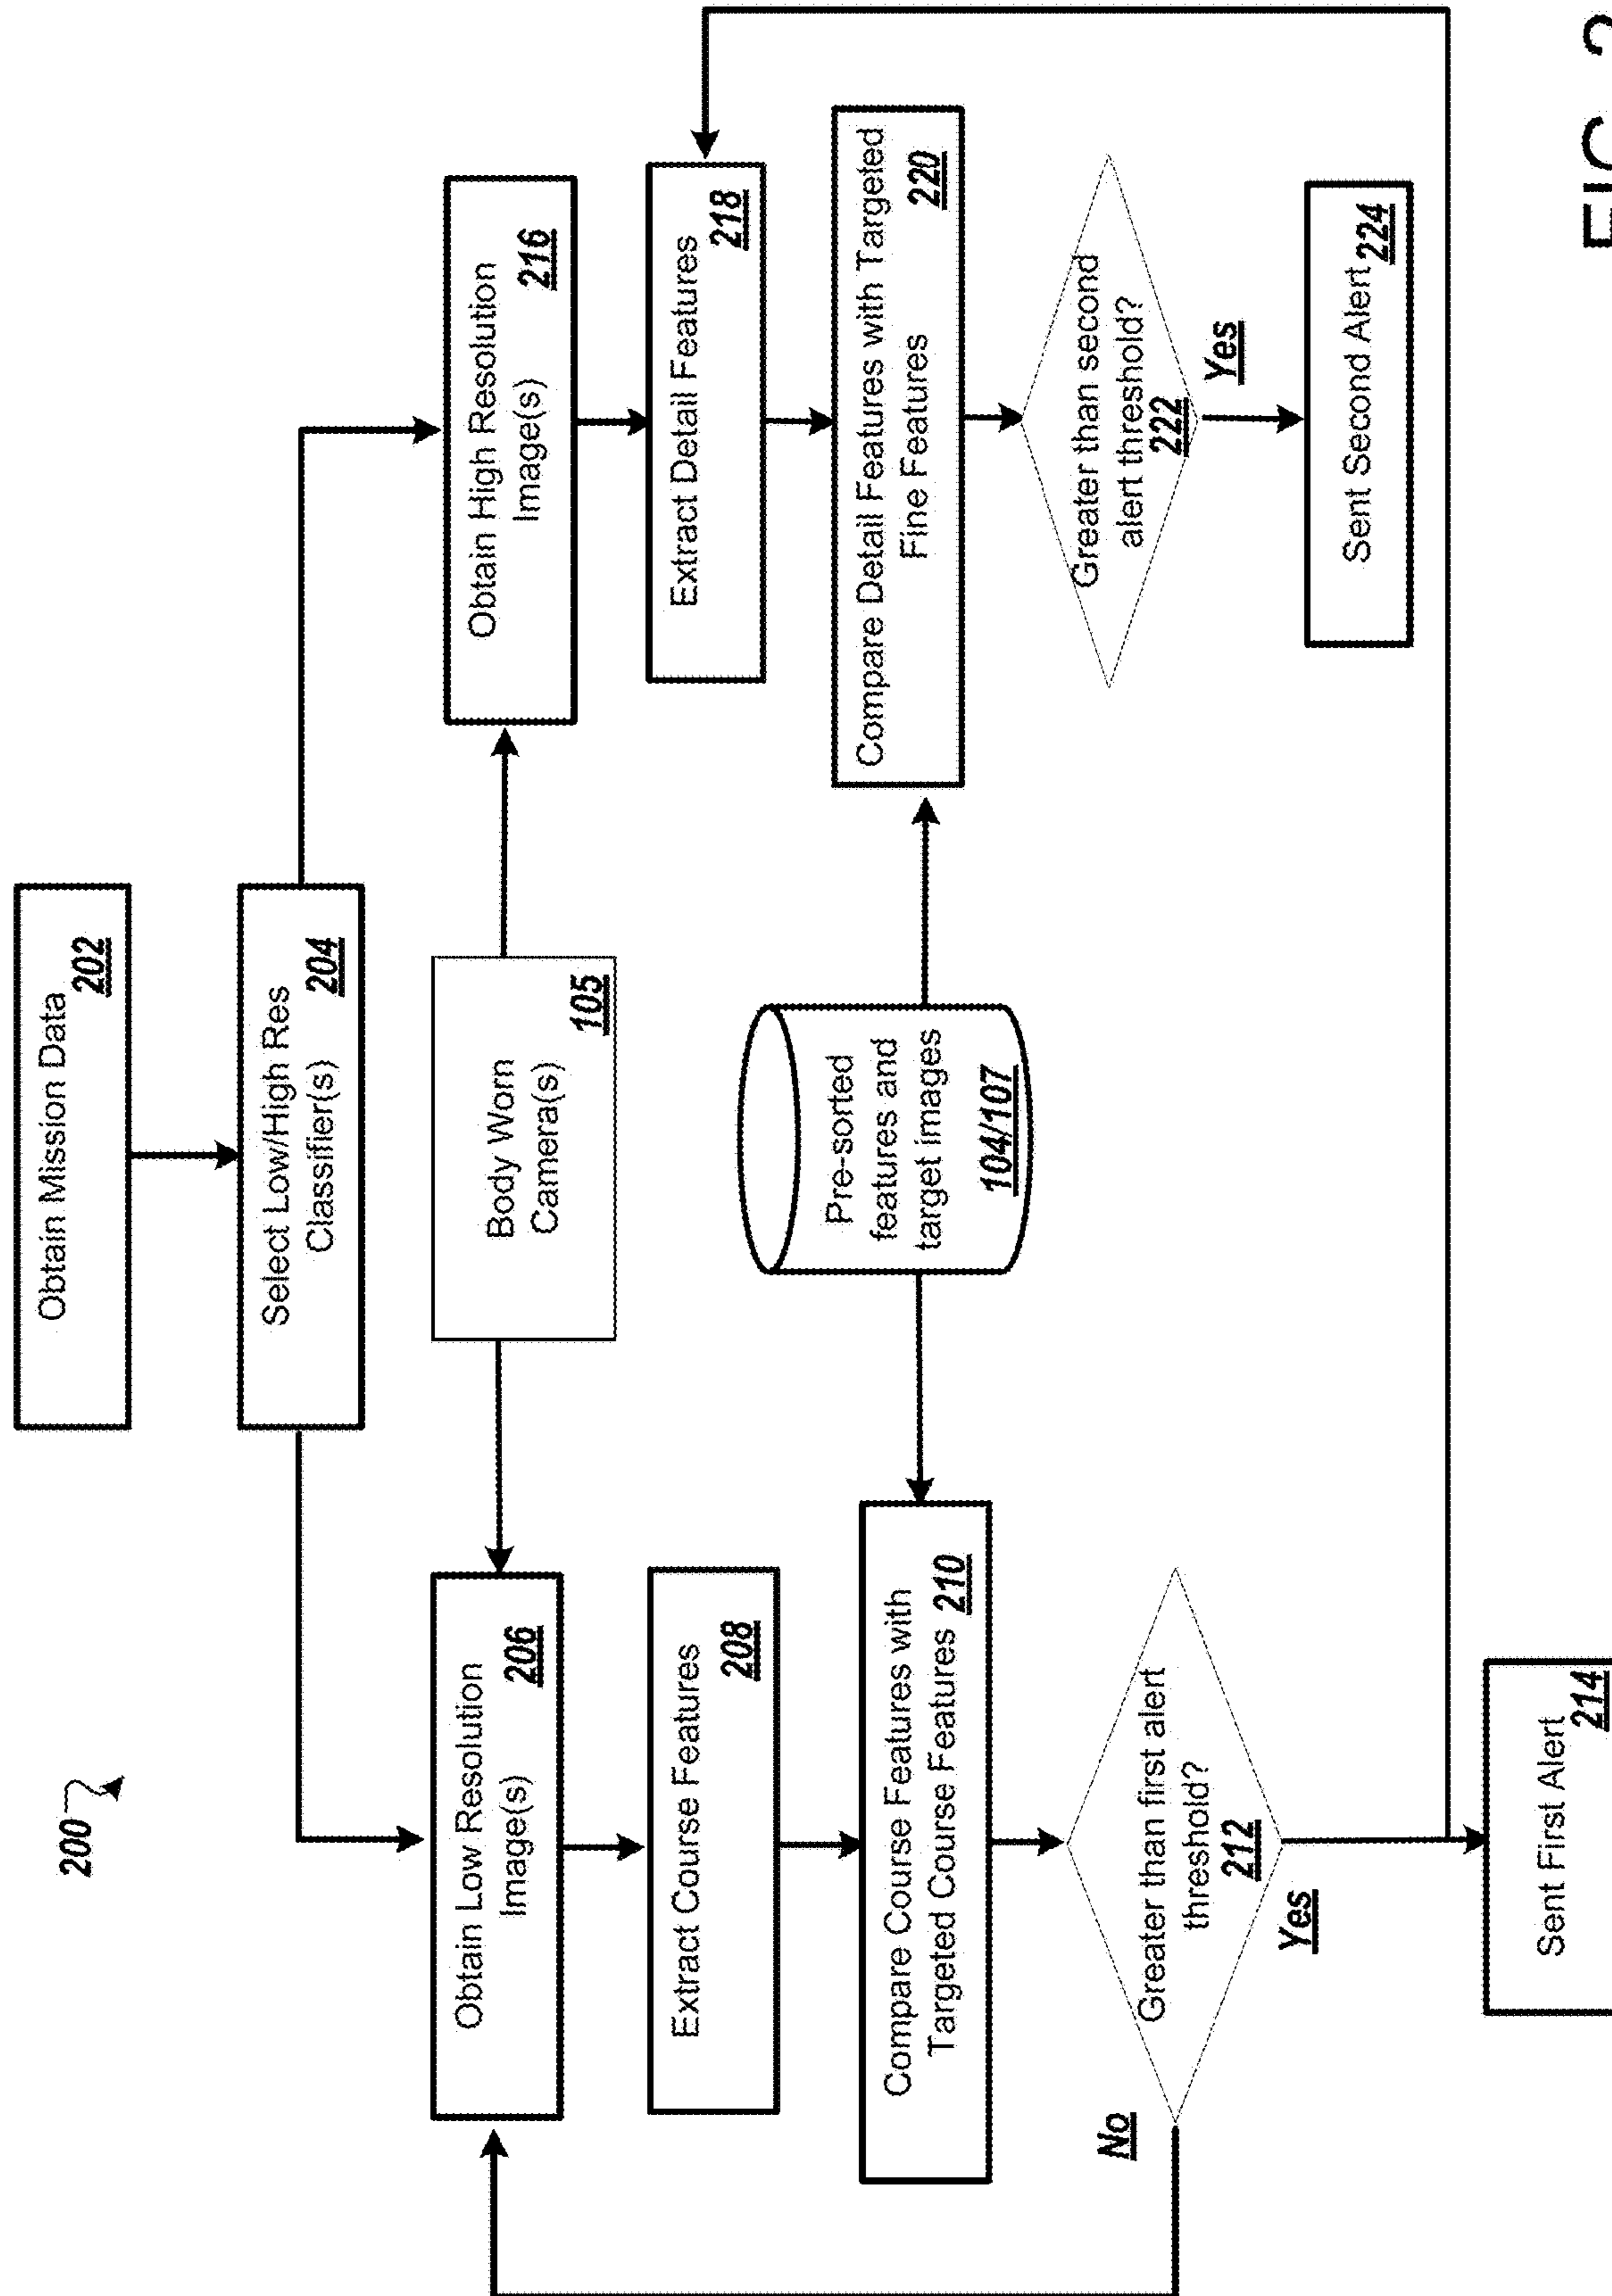 200
Obtain Mission Data
202
Select Low/High Res
Classifier(s)
204
Body Worn
Camera(s)
105
Obtain Low Resolution
Image(s)
206
Extract Course Features
208
Compare Course Features with
Targeted Course Features
210
Greater than first alert
threshold?
212
No
Yes
Sent First Alert
214
Pre-sorted
features and
target images
104/107
Obtain High Resolution
Image(s)
216
Extract Detail Features
218
Compare Detail Features with Targeted
Fine Features
220
Greater than second
alert threshold?
222
Yes
Sent Second Alert
224